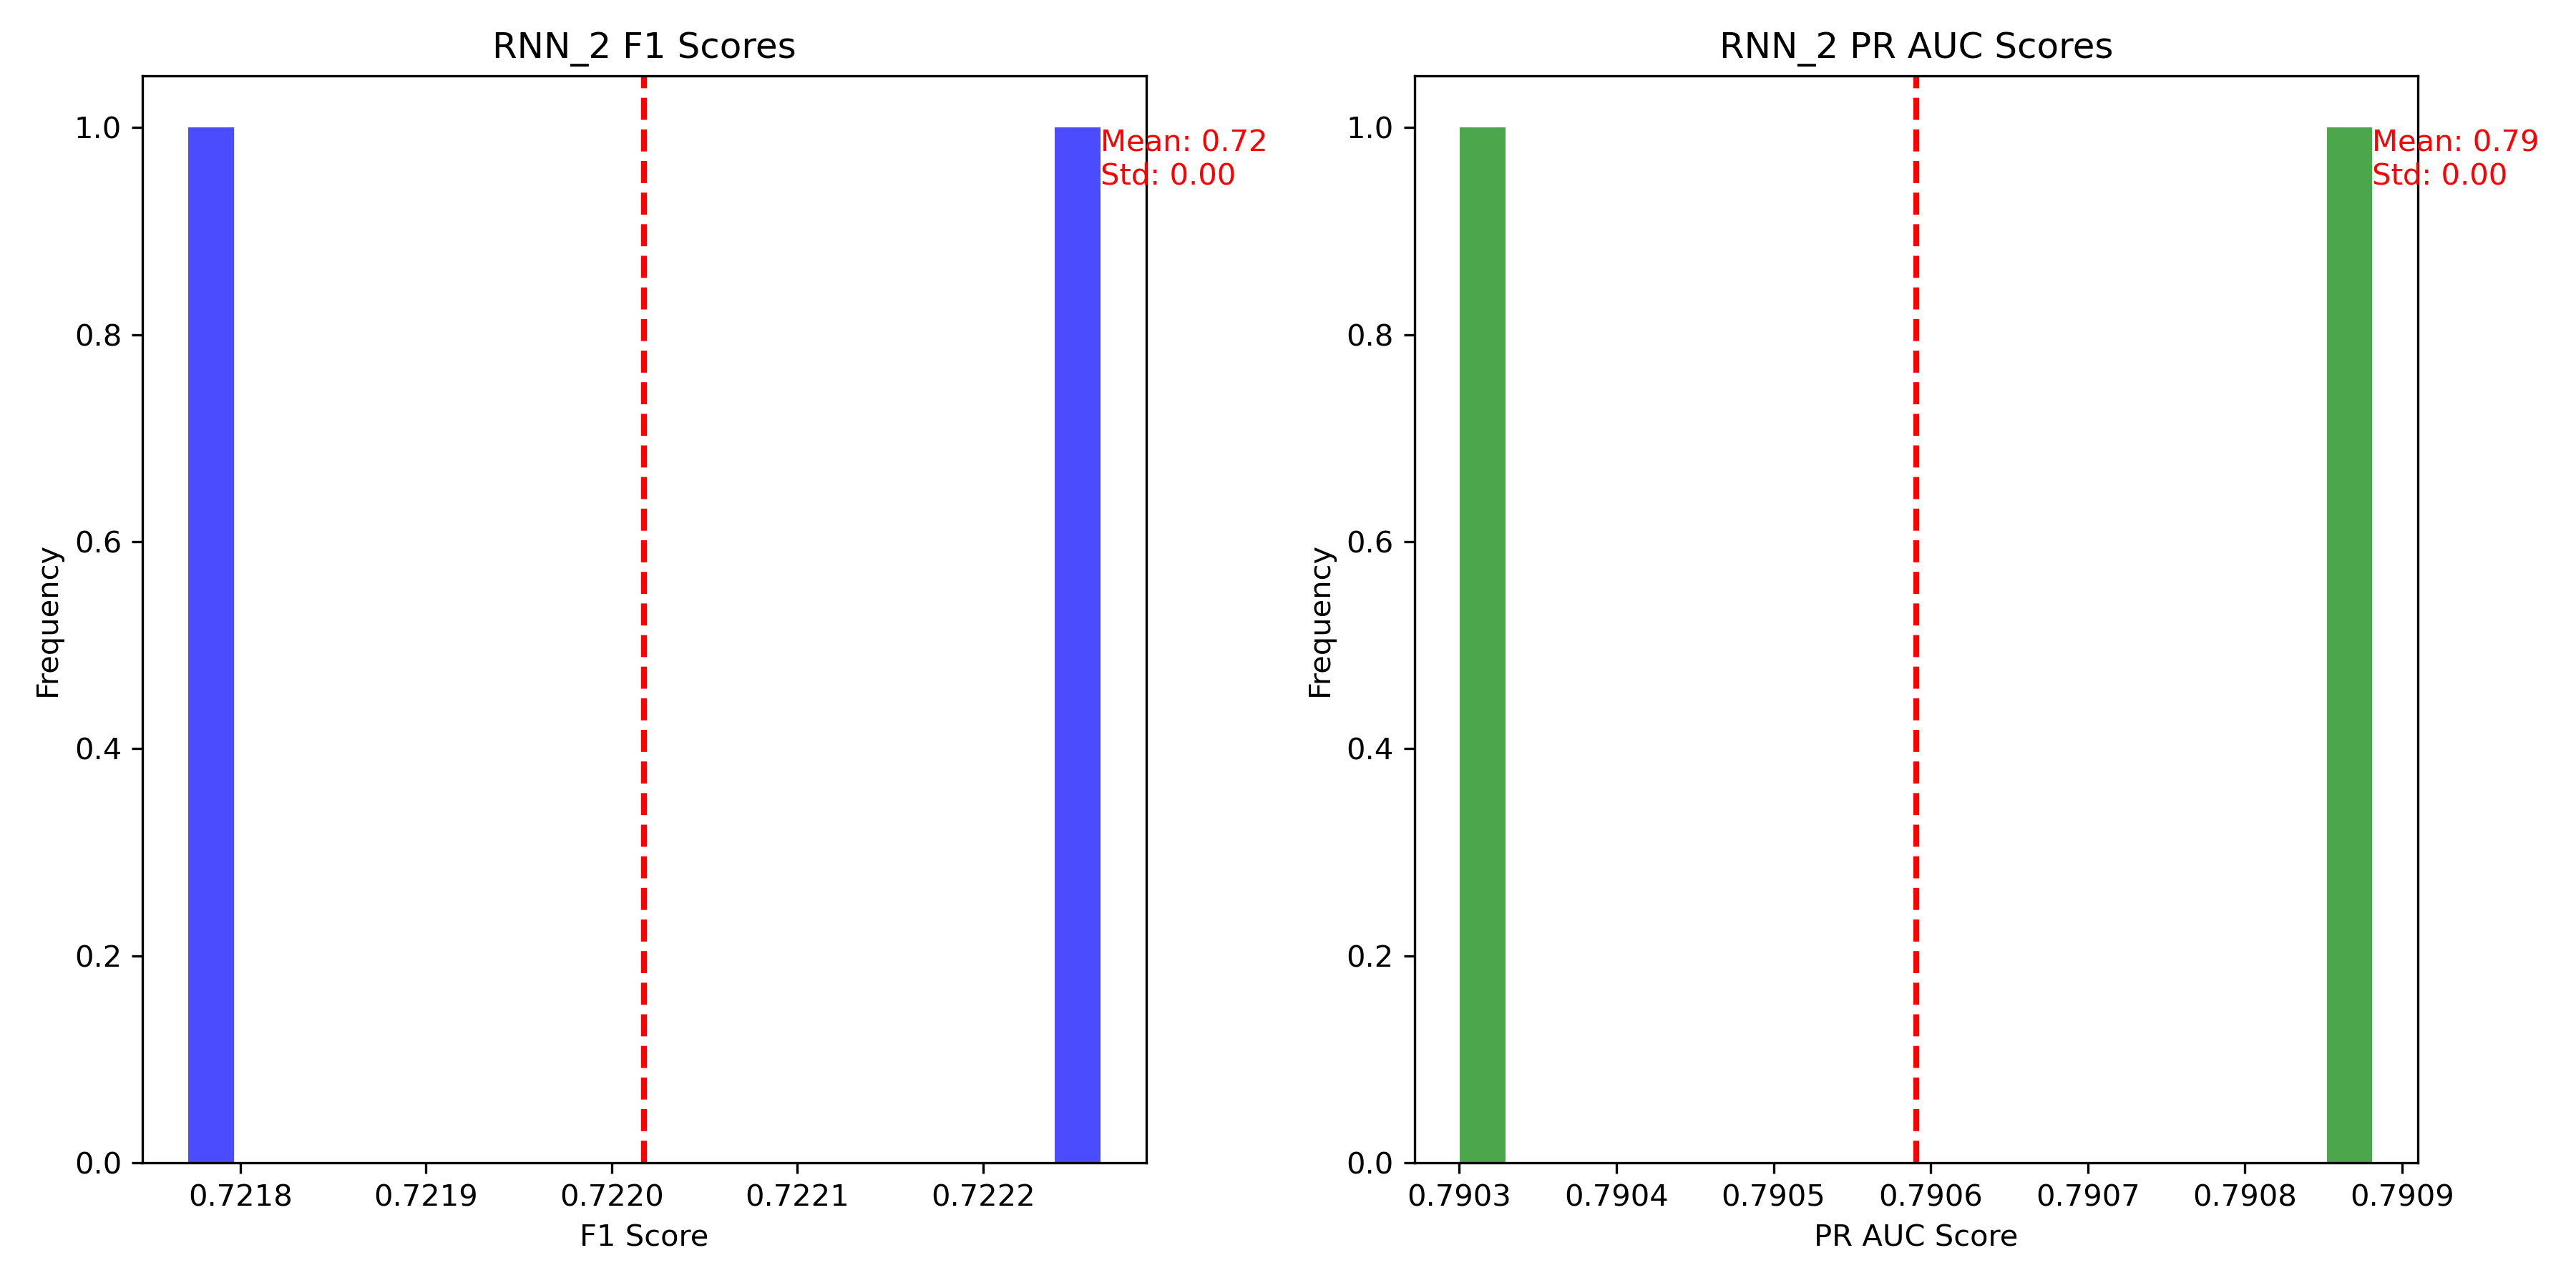 RNN_2 F1 Scores
1.0
0.8
0.6
0.4
0.2
0.0
Frequency
Mean: 0.72
Std: 0.00
0.7218 0.7219 0.7220 0.7221 0.7222
F1 Score
RNN_2 PR AUC Scores
1.0
0.8
0.6
0.4
0.2
0.0
Frequency
Mean: 0.79
Std: 0.00
0.7903 0.7904 0.7905 0.7906 0.7907 0.7908 0.7909
PR AUC Score